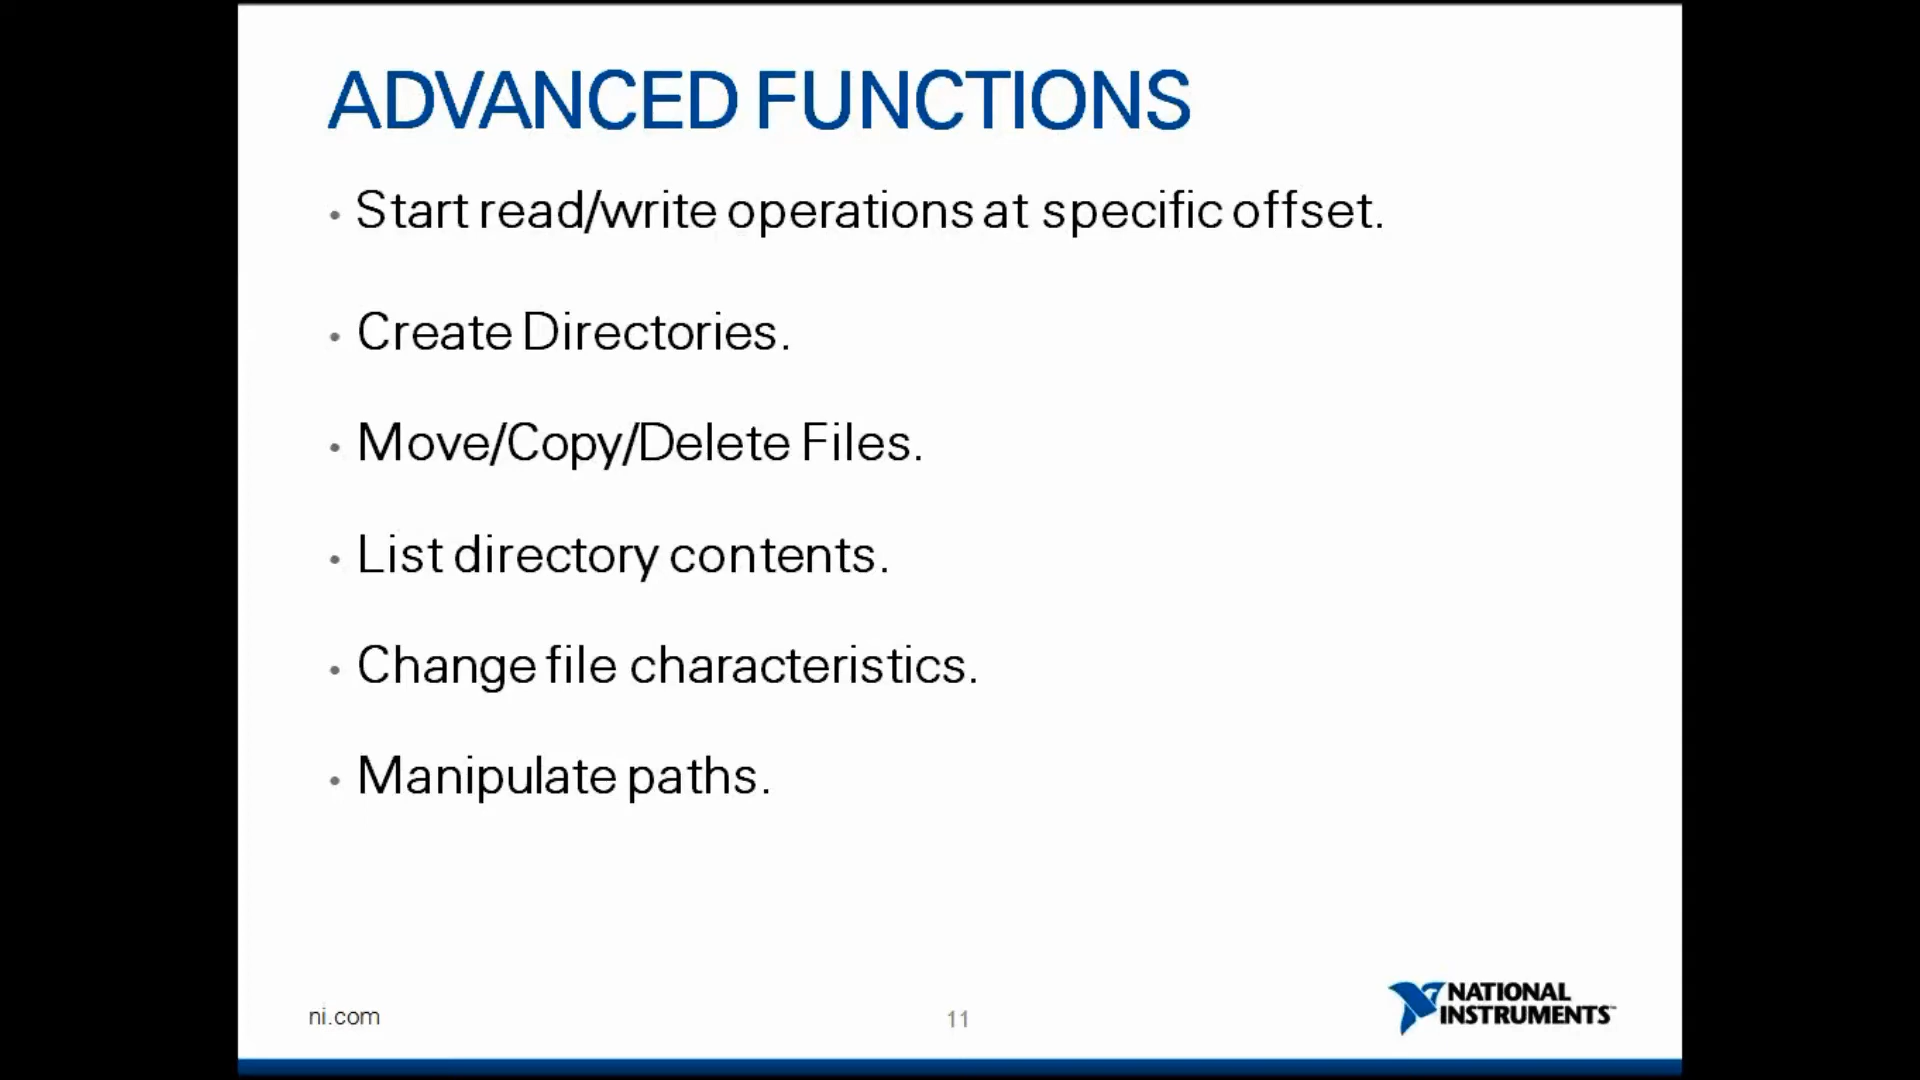 ADVANCED FUNCTIONS
• Start read/write operations at specific offset.
• Create Directories.
• Move/Copy/Delete Files.
• List directory contents.
• Change file characteristics.
• Manipulate paths.
ni.com
11
NATIONAL
INSTRUMENTS™